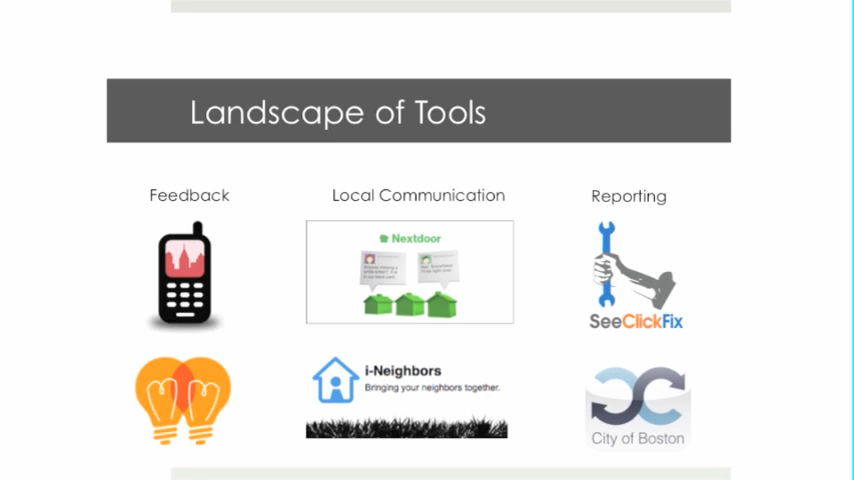 Landscape of Tools
Feedback
Local Communication
Reporting
Nextdoor
SeeClickFix
i-Neighbors
Bringing your neighbors together.
City of Boston